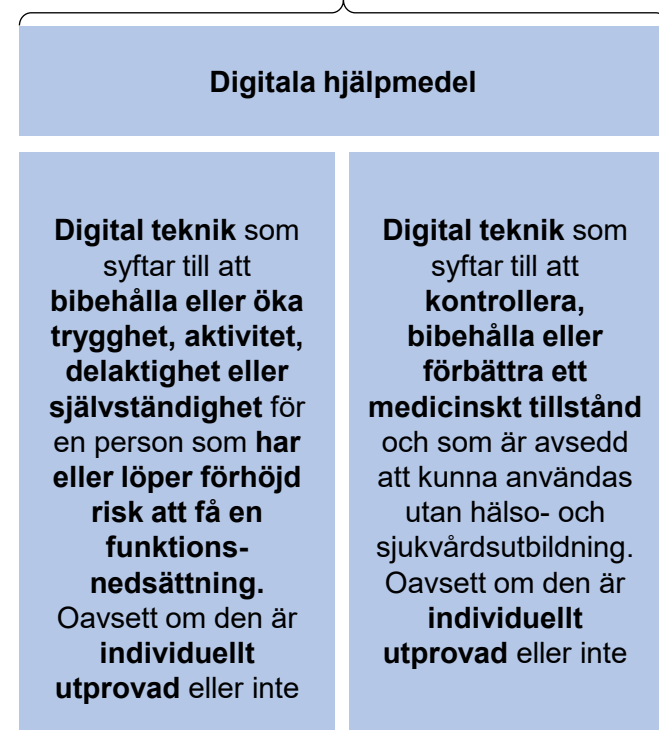 Digitala hjälpmedel
Digital teknik som
syftar till att
bibehålla eller öka
trygghet, aktivitet,
delaktighet eller
självständighet för
en person som har
eller löper förhöjd
risk att få en
funktions-
nedsättning.
Oavsett om den är
individuellt
utprovad eller inte
Digital teknik som
syftar till att
kontrollera,
bibehålla eller
förbättra ett
medicinskt tillstånd
och som är avsedd
att kunna användas
utan hälso- och
sjukvårdsutbildning.
Oavsett om den är
individuellt
utprovad eller inte